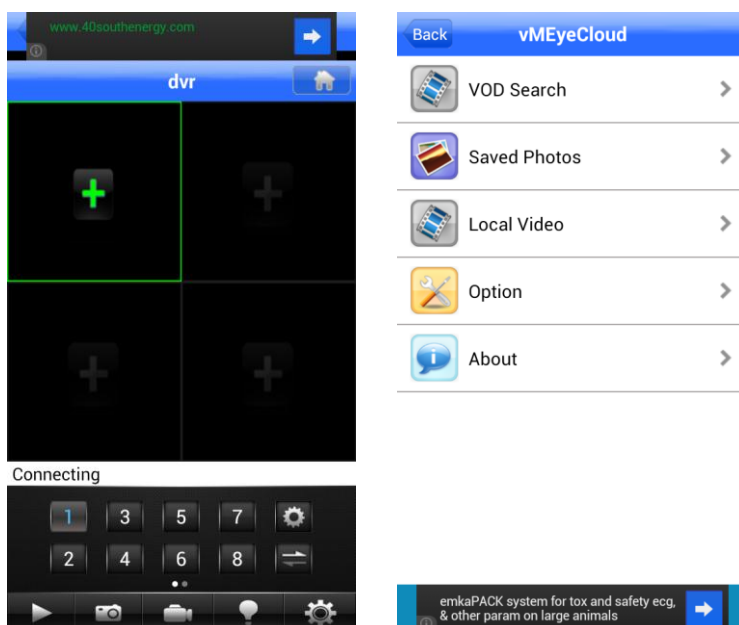 www.40southenergy.com
dvr
Connecting
1 3 5 7
2 4 6 8
Back vMEyeCloud
VOD Search
Saved Photos
Local Video
Option
About
emkaPACK system for tox and safety ecg,
& other param on large animals